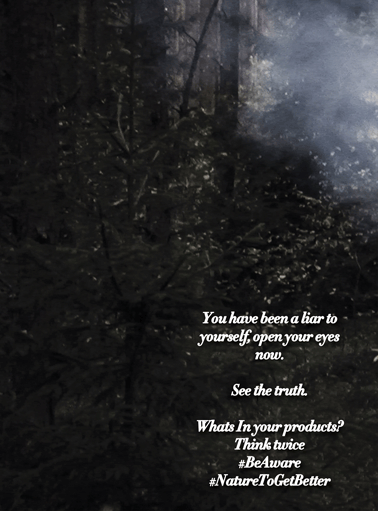 You have been a liar to
yourself, open your eyes
now.
See the truth.
Whats In your products?
Think twice
#BeAware
#NatureToGetBetter